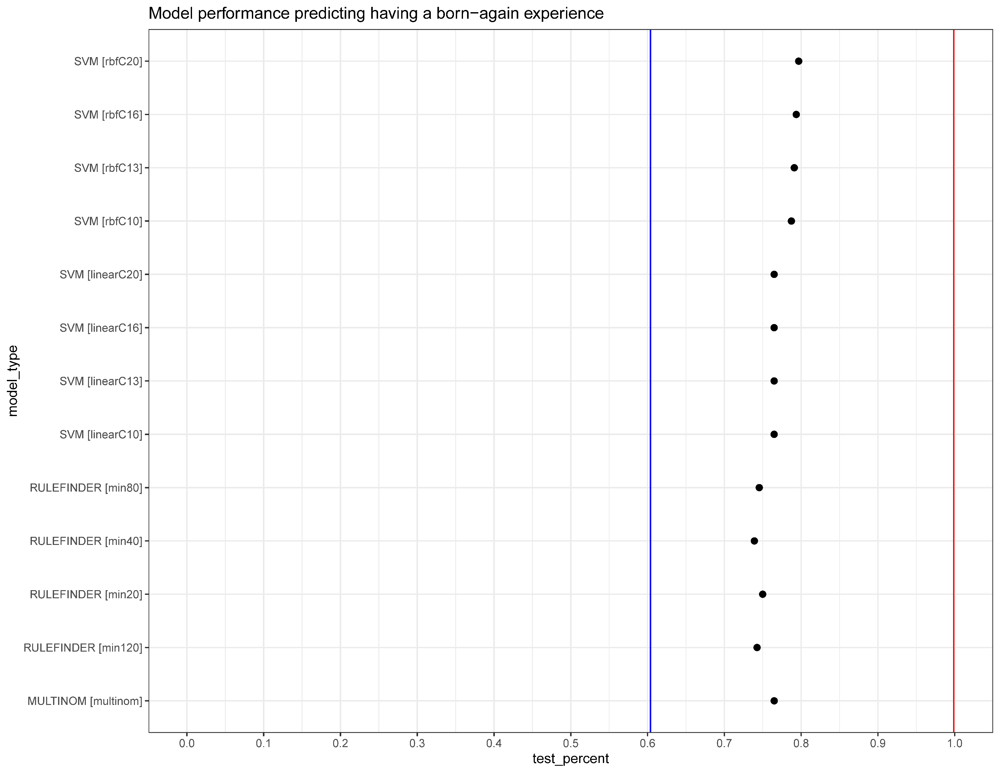 Model performance predicting having a born−again experience
SVM [rbfC20]
SVM [rbfC16]
SVM [rbfC13]
SVM [rbfC10]
SVM [linearC20]
SVM [linearC16]
SVM [linearC13]
SVM [linearC10]
RULEFINDER [min80]
RULEFINDER [min40]
RULEFINDER [min20]
RULEFINDER [min120]
MULTINOM [multinom]
model_type
0.0 0.1 0.2 0.3 0.4 0.5 0.6 0.7 0.8 0.9 1.0
test_percent